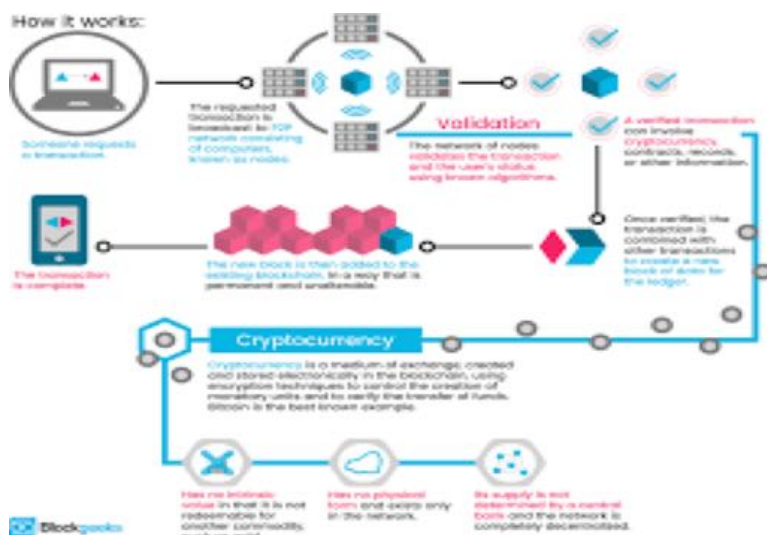 How it works:
Someone requests
a transaction.
The requested
transaction is
broadcast to P2P
network consisting
of computers,
known as nodes.
Validation
The network of nodes
validates the transaction
and the user's status
using known algorithms.
A verified transaction
can involve
cryptocurrency,
contracts, records,
or other information.
Once verified, the
transaction is
combined with
other transactions
to create a new
block of data for
the ledger.
The new block is then added to the
existing blockchain, in a way that is
permanent and unalterable.
The transaction
is complete.
Cryptocurrency
Cryptocurrency is a medium of exchange, created
and stored electronically in the blockchain, using
encryption techniques to control the creation of
monetary units and to verify the transfer of funds.
Bitcoin is the best known example.
Has no intrinsic
value in that it is not
redeemable for
another commodity,
Has no physical
form and exists only
in the network.
Its supply is not
determined by a central
bank and the network is
completely decentralized.
Blockgeeks